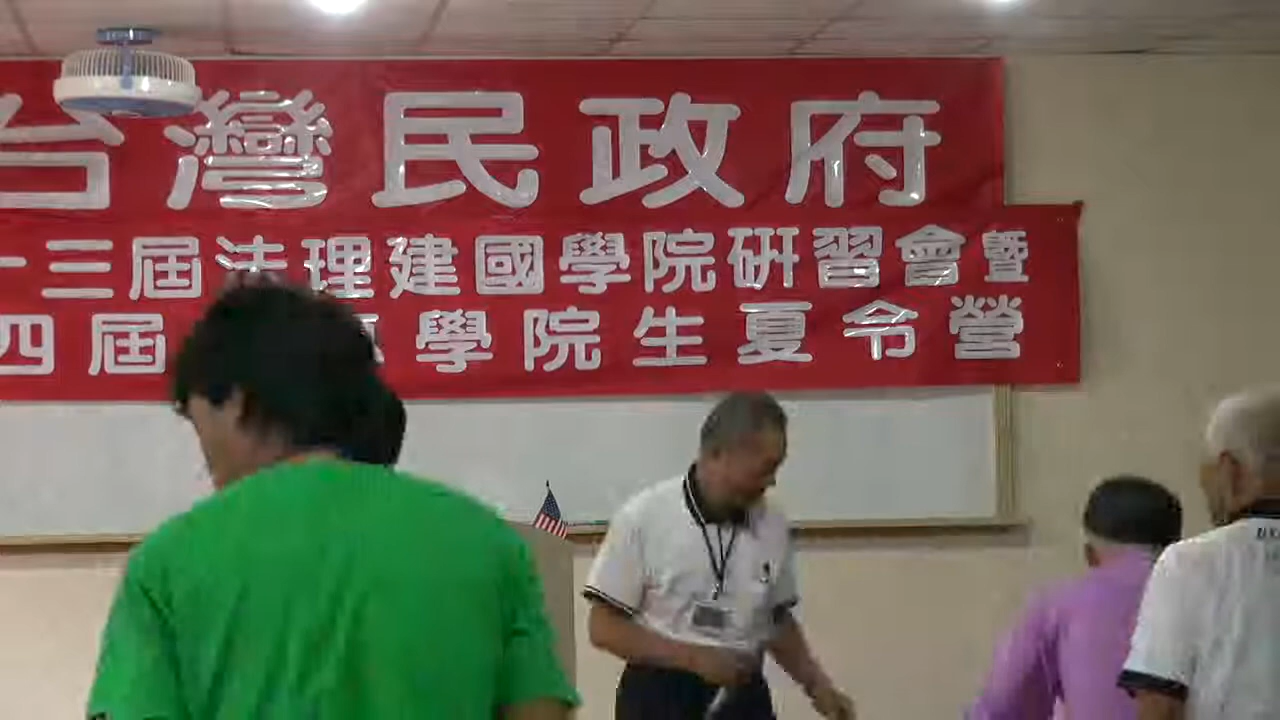 台灣民政府
十三屆法理建國學院研習會暨
四屆學院生夏令營